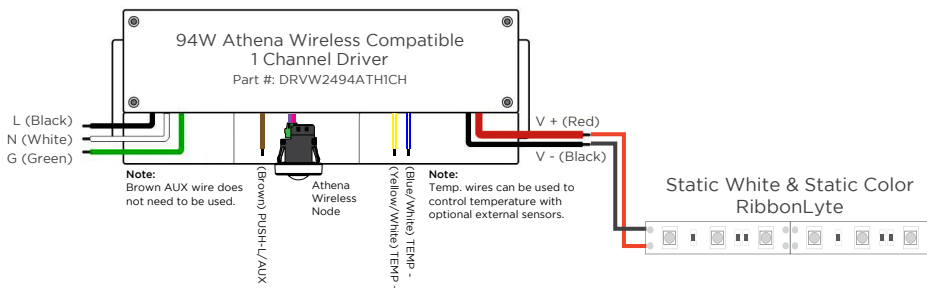 94W Athena Wireless Compatible
1 Channel Driver
Part #: DRVW2494ATH1CH
L (Black)
N (White)
G (Green)
V + (Red)
V - (Black)
Note:
Brown AUX wire does
not need to be used.
(Brown) PUSH-L/AUX
Athena
Wireless
Node
(Yellow/White) TEMP -
(Blue/White) TEMP -
Note:
Temp. wires can be used to
control temperature with
optional external sensors.
Static White & Static Color
RibbonLyte